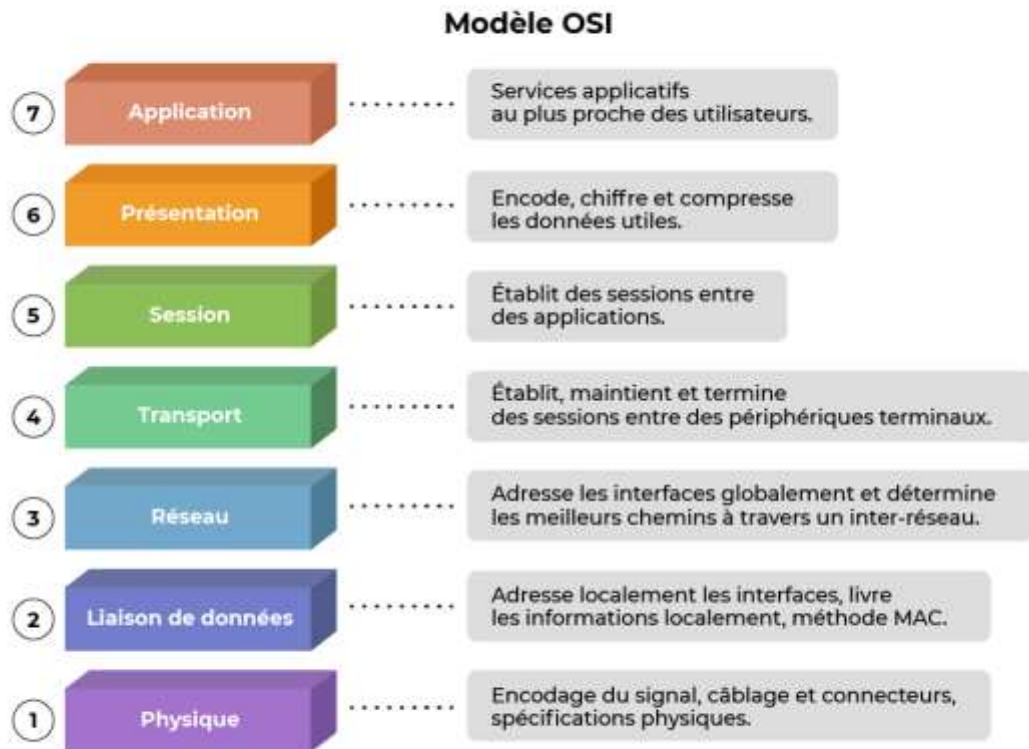 Modèle OSI
7
Application
Services applicatifs
au plus proche des utilisateurs.
6
Présentation
Encode, chiffre et compresse
les données utiles.
5
Session
Établit des sessions entre
des applications.
4
Transport
Établit, maintient et termine
des sessions entre des périphériques terminaux.
3
Réseau
Adresse les interfaces globalement et détermine
les meilleurs chemins à travers un inter-réseau.
2
Liaison de données
Adresse localement les interfaces, livre
les informations localement, méthode MAC.
1
Physique
Encodage du signal, câblage et connecteurs,
spécifications physiques.